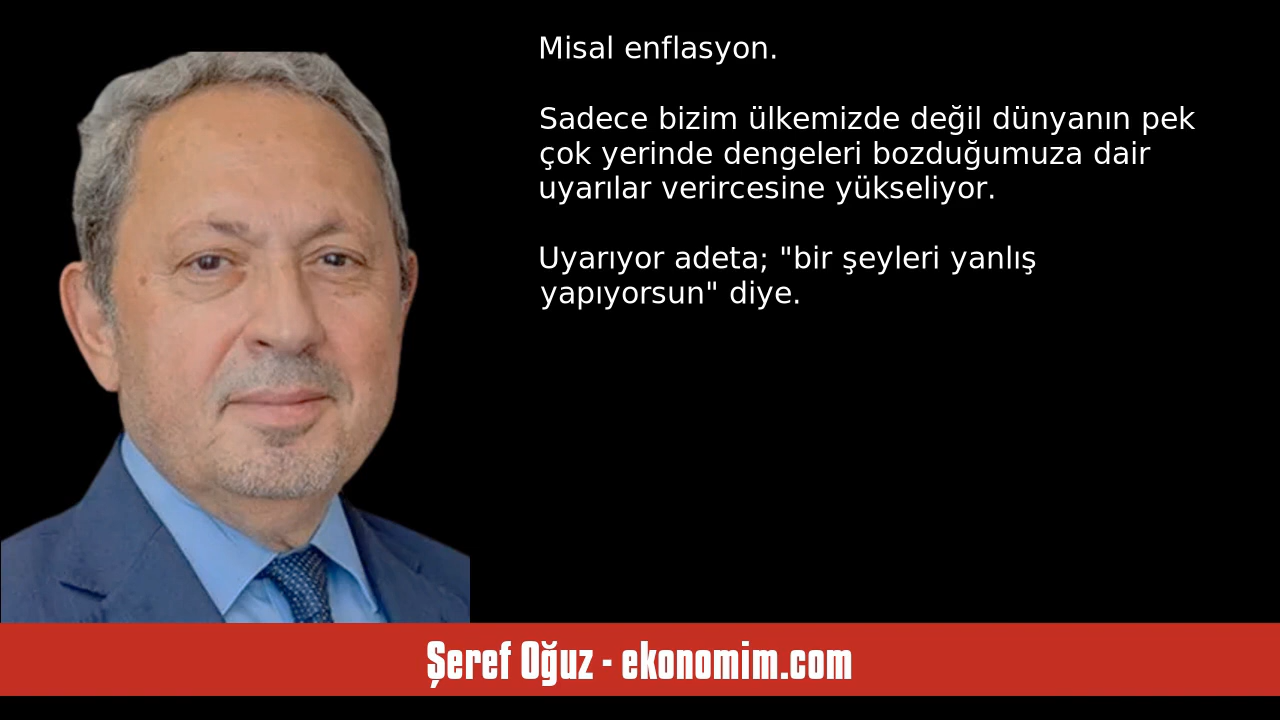 Misal enflasyon.
Sadece bizim ülkemizde değil dünyanın pek
çok yerinde dengeleri bozduğumuza dair
uyarılar verircesine yükseliyor.
Uyarıyor adeta; "bir şeyleri yanlış
yapıyorsun" diye.
Şeref Oğuz - ekonomim.com